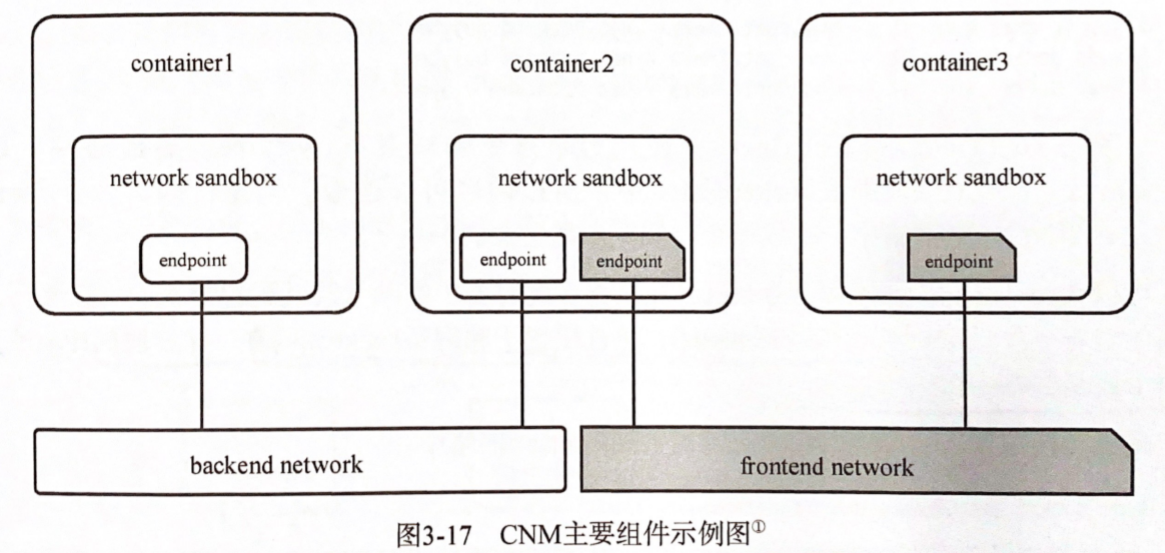 container1
container2
container3
network sandbox
network sandbox
network sandbox
endpoint
endpoint
endpoint
endpoint
backend network
frontend network
图3-17 CNM主要组件示例图①